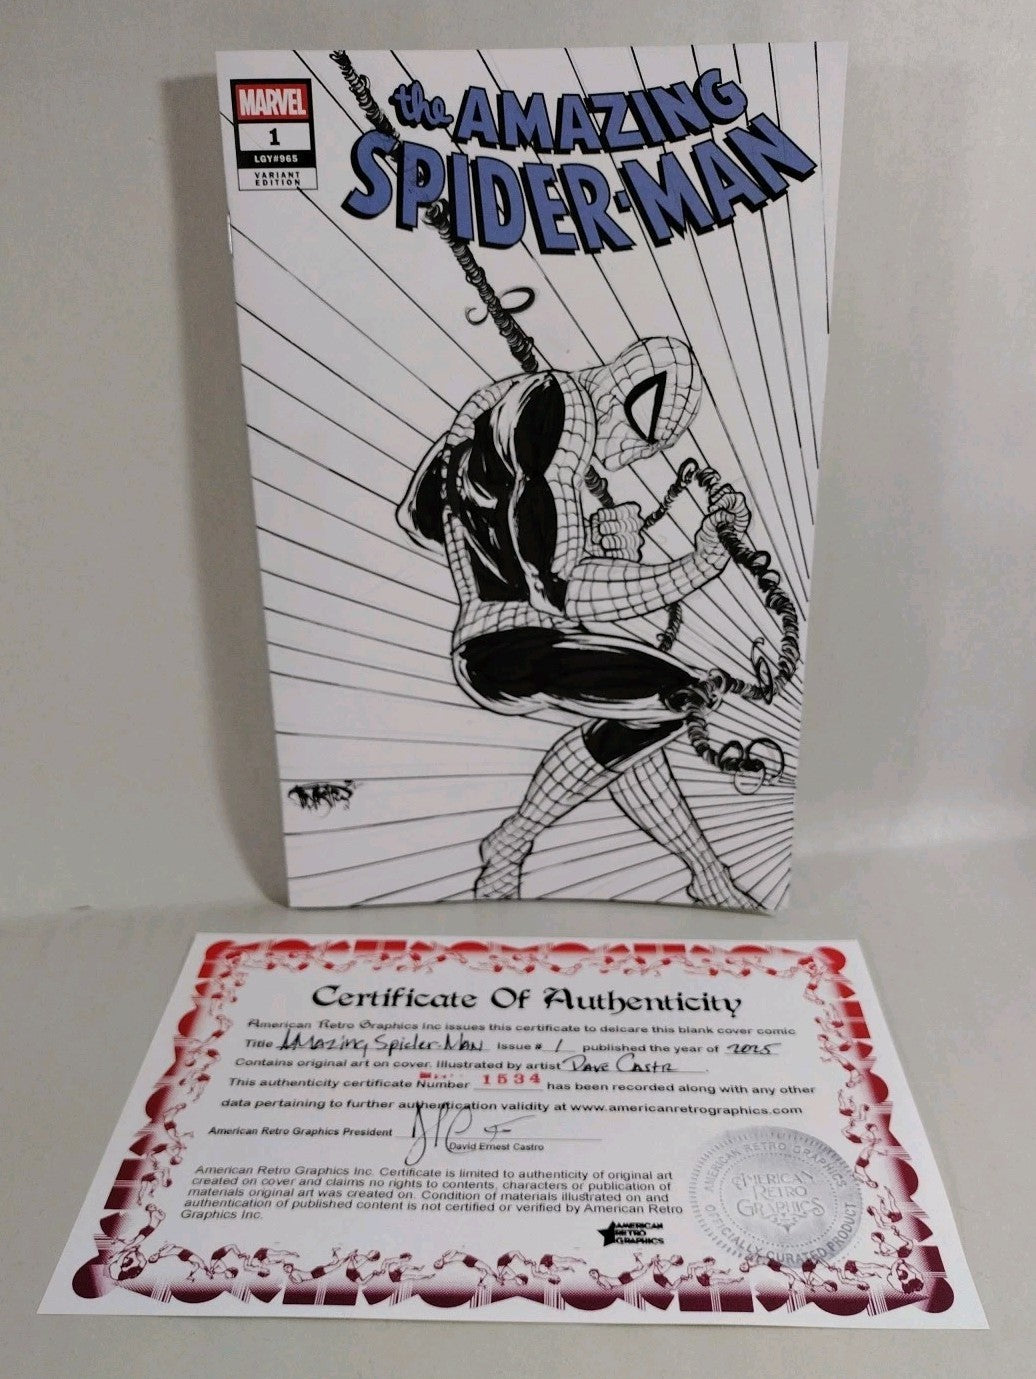 MARVEL
1
LGY#965
VARIANT
EDITION
the AMAZING
SPIDER-MAN
Certificate Of Authenticity
American Retro Graphics Inc issues this certificate to delcare this blank cover comic
Title AMAzing Spider-Man Issue # 1 published the year of 2025
Contains original art on cover. Illustrated by artist Dave Castr
This authenticity certificate Number 1534 has been recorded along with any other
data pertaining to further authentication validity at www.americanretrographics.com
American Retro Graphics President
David Ernest Castro
American Retro Graphics Inc. Certificate is limited to authenticity of original art
created on cover and claims no rights to contents, characters or publication of
materials original art was created on. Condition of materials illustrated on and
authentication of published content is not certified or verified by American Retro
Graphics Inc.
AMERICAN
RETRO
GRAPHICS
AMERICAN RETRO GRAPHICS
AMERICAN
RETRO
GRAPHICS
OFFICIALLY CURATED PRODUCT